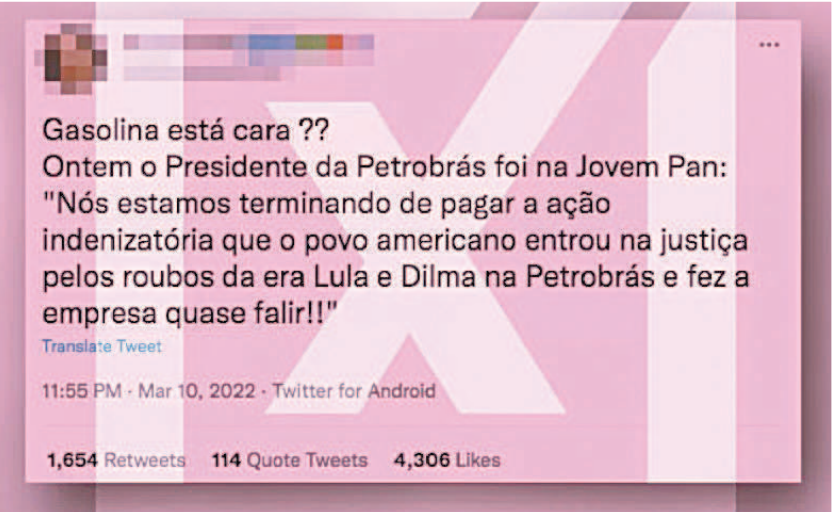 Gasolina está cara ??
Ontem o Presidente da Petrobrás foi na Jovem Pan:
"Nós estamos terminando de pagar a ação
indenizatória que o povo americano entrou na justiça
pelos roubos da era Lula e Dilma na Petrobrás e fez a
empresa quase falir!!"
Translate Tweet
11:55 PM · Mar 10, 2022 · Twitter for Android
1,654 Retweets 114 Quote Tweets 4,306 Likes